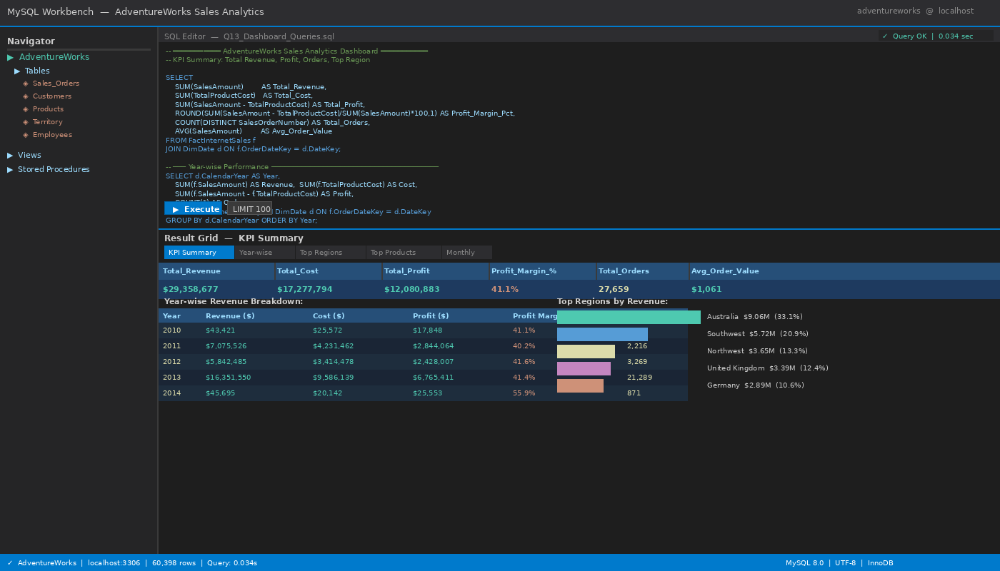 MySQL Workbench — AdventureWorks Sales Analytics
adventureworks @ localhost
Navigator
▶ AdventureWorks
▶ Tables
◈ Sales_Orders
◈ Customers
◈ Products
◈ Territory
◈ Employees
▶ Views
▶ Stored Procedures
SQL Editor — Q13_Dashboard_Queries.sql
✓ Query OK | 0.034 sec
-- ═══════════ AdventureWorks Sales Analytics Dashboard ═══════════
-- KPI Summary: Total Revenue, Profit, Orders, Top Region
SELECT
SUM(SalesAmount) AS Total_Revenue,
SUM(TotalProductCost) AS Total_Cost,
SUM(SalesAmount - TotalProductCost) AS Total_Profit,
ROUND(SUM(SalesAmount - TotalProductCost)/SUM(SalesAmount)*100,1) AS Profit_Margin_Pct,
COUNT(DISTINCT SalesOrderNumber) AS Total_Orders,
AVG(SalesAmount) AS Avg_Order_Value
FROM FactInternetSales f
JOIN DimDate d ON f.OrderDateKey = d.DateKey;
-- ─── Year-wise Performance ───────────────────────────────────────
SELECT d.CalendarYear AS Year,
SUM(f.SalesAmount) AS Revenue, SUM(f.TotalProductCost) AS Cost,
SUM(f.SalesAmount - f.TotalProductCost) AS Profit,
▶ Execute LIMIT 100
DimDate d ON f.OrderDateKey = d.DateKey
GROUP BY d.CalendarYear ORDER BY Year;
Result Grid — KPI Summary
KPI Summary Year-wise Top Regions Top Products Monthly
Total_Revenue Total_Cost Total_Profit Profit_Margin_% Total_Orders Avg_Order_Value
$29,358,677 $17,277,794 $12,080,883 41.1% 27,659 $1,061
Year-wise Revenue Breakdown:
Year Revenue ($) Cost ($) Profit ($) Profit Marg
2010 $43,421 $25,572 $17,848 41.1%
2011 $7,075,526 $4,231,462 $2,844,064 40.2% 2,216
2012 $5,842,485 $3,414,478 $2,428,007 41.6% 3,269
2013 $16,351,550 $9,586,139 $6,765,411 41.4% 21,289
2014 $45,695 $20,142 $25,553 55.9% 871
Top Regions by Revenue:
Australia $9.06M (33.1%)
Southwest $5.72M (20.9%)
Northwest $3.65M (13.3%)
United Kingdom $3.39M (12.4%)
Germany $2.89M (10.6%)
✓ AdventureWorks | localhost:3306 | 60,398 rows | Query: 0.034s
MySQL 8.0 | UTF-8 | InnoDB